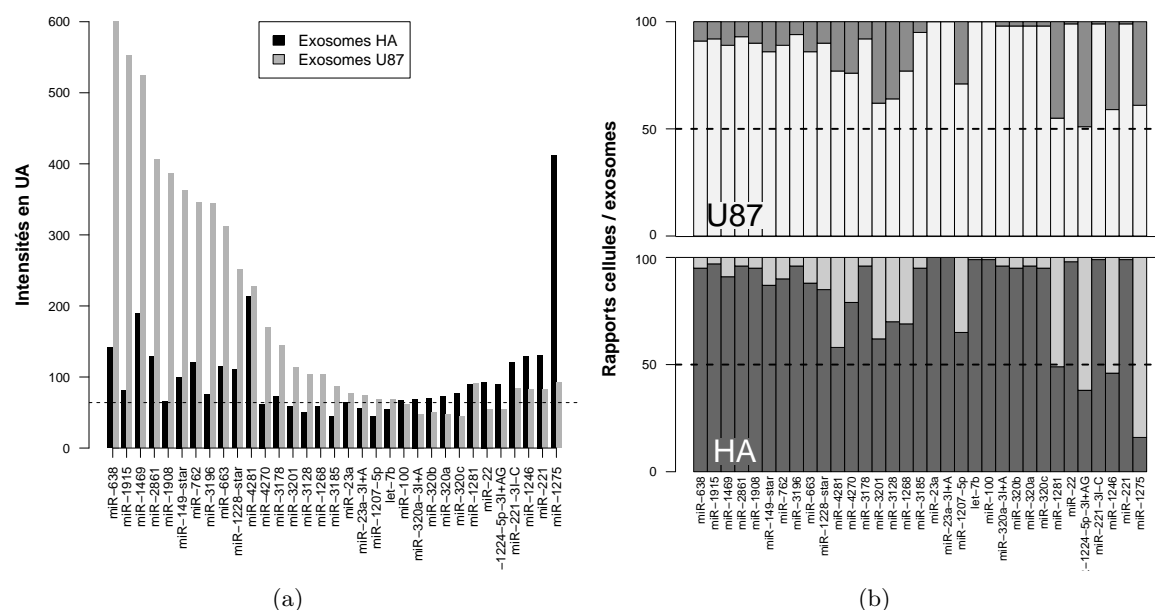 600
500
400
300
200
100
0
Intensités en UA
Exosomes HA
Exosomes U87
miR−638
miR−1915
miR−1469
miR−2861
miR−1908
miR−149−star
miR−762
miR−3196
miR−663
miR−1228−star
miR−4281
miR−4270
miR−3178
miR−3201
miR−3128
miR−1268
miR−3185
miR−23a
miR−23a−3I+A
miR−1207−5p
let−7b
miR−100
miR−320a−3I+A
miR−320b
miR−320a
miR−320c
miR−1281
miR−22
−1224−5p−3I+AG
miR−221−3I−C
miR−1246
miR−221
miR−1275
(a)
Rapports cellules / exosomes
100
50
0
U87
100
50
0
HA
miR−638
miR−1915
miR−1469
miR−2861
miR−1908
miR−149−star
miR−762
miR−3196
miR−663
miR−1228−star
miR−4281
miR−4270
miR−3178
miR−3201
miR−3128
miR−1268
miR−3185
miR−23a
miR−23a−3I+A
miR−1207−5p
let−7b
miR−100
miR−320a−3I+A
miR−320b
miR−320a
miR−320c
miR−1281
miR−22
−1224−5p−3I+AG
miR−221−3I−C
miR−1246
miR−221
miR−1275
(b)